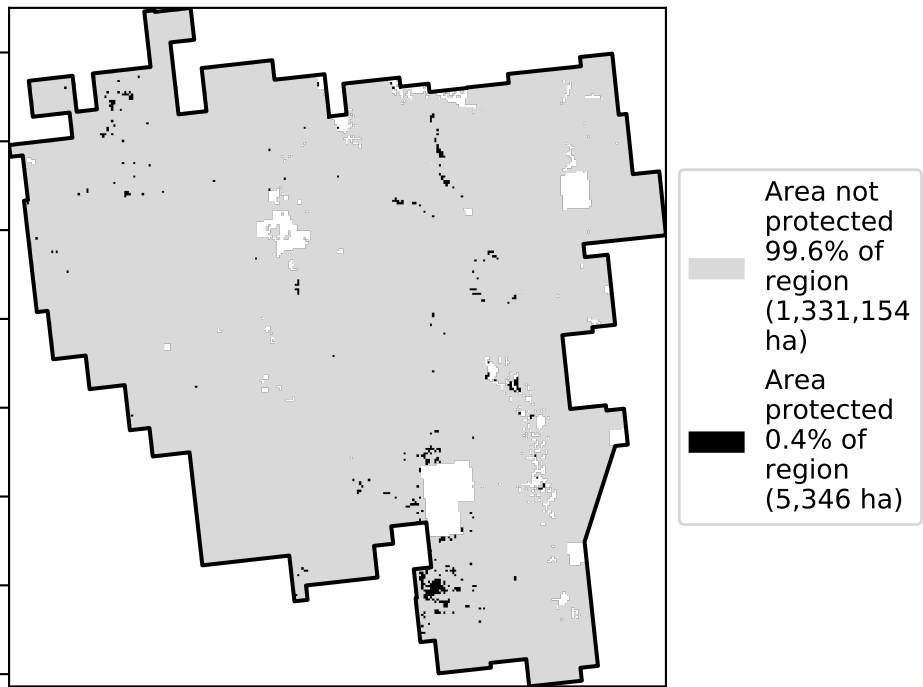 Area not
protected
99.6% of
region
(1,331,154
ha)
Area
protected
0.4% of
region
(5,346 ha)